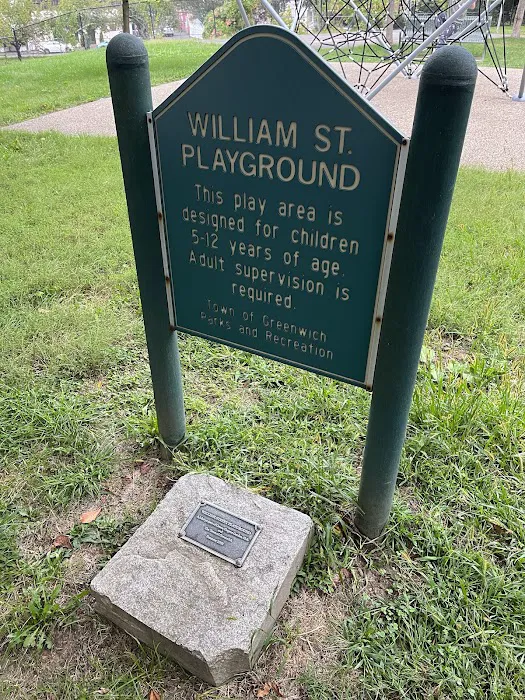 WILLIAM ST.
PLAYGROUND
This play area is
designed for children
5-12 years of age.
Adult supervision is
required.
Town of Greenwich
Parks and Recreation